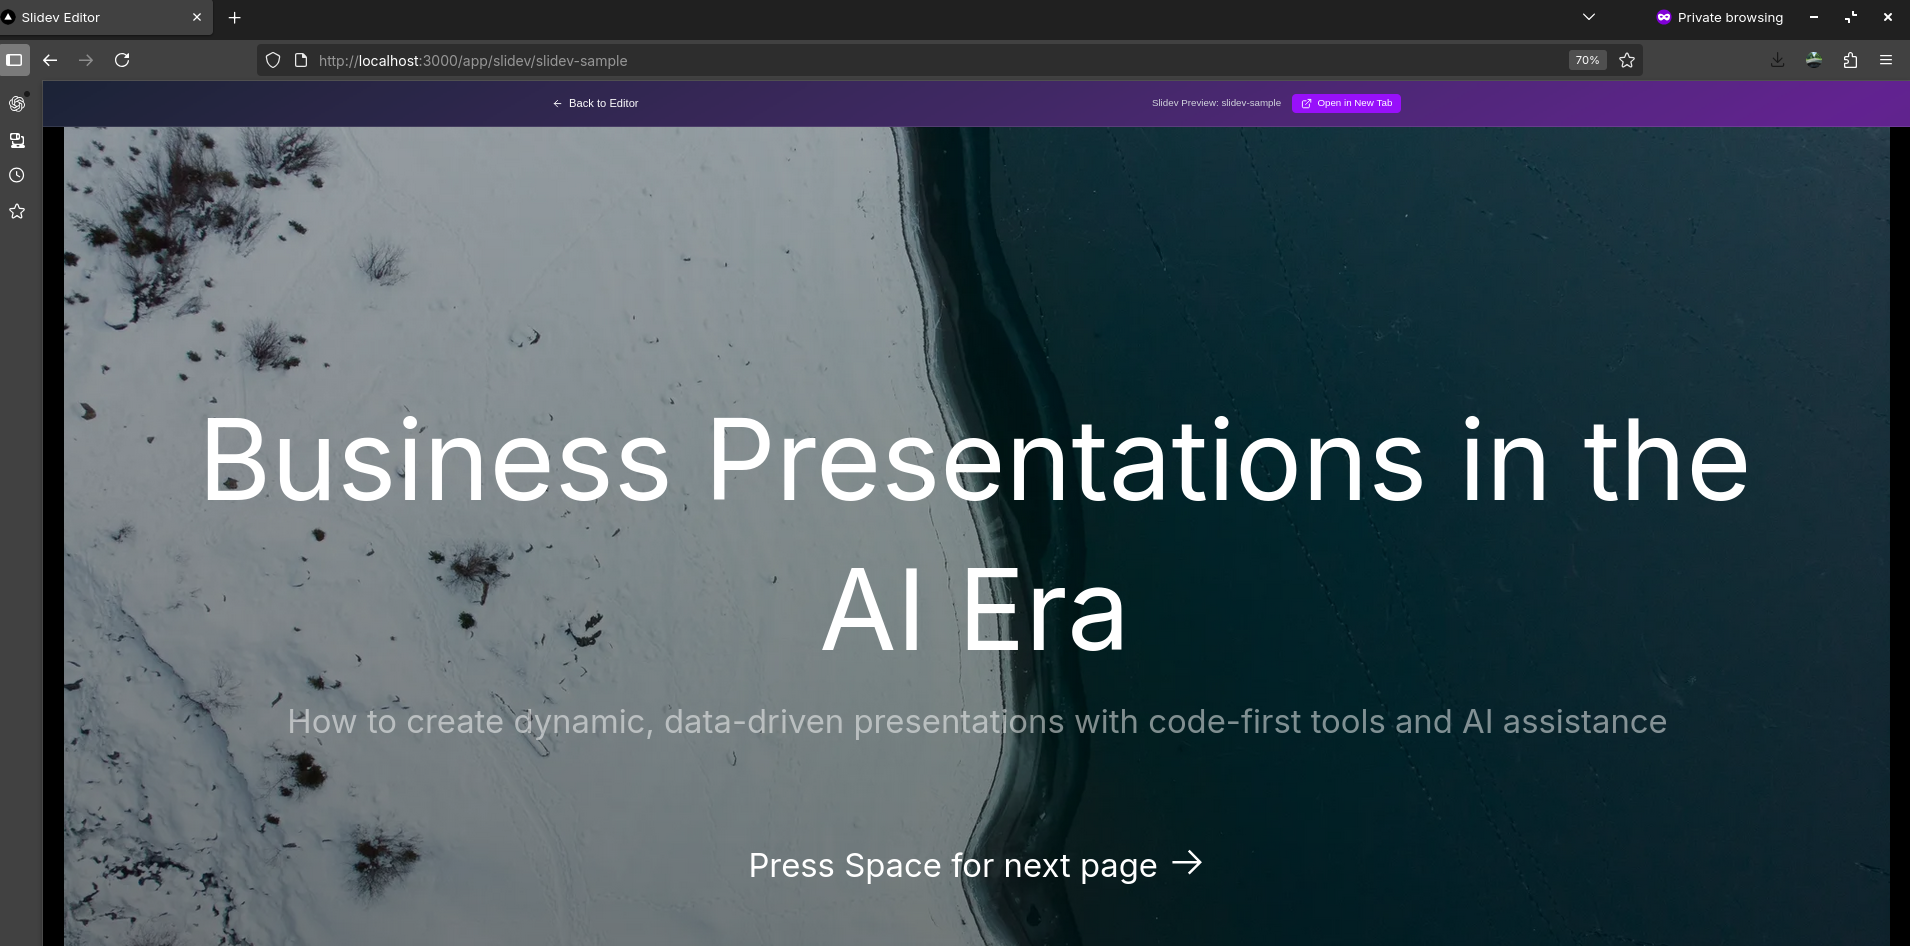 Slidev Editor
Private browsing
http://localhost:3000/app/slidev/slidev-sample
70%
Back to Editor
Slidev Preview: slidev-sample
Open in New Tab
Business Presentations in the
AI Era
How to create dynamic, data-driven presentations with code-first tools and AI assistance
Press Space for next page